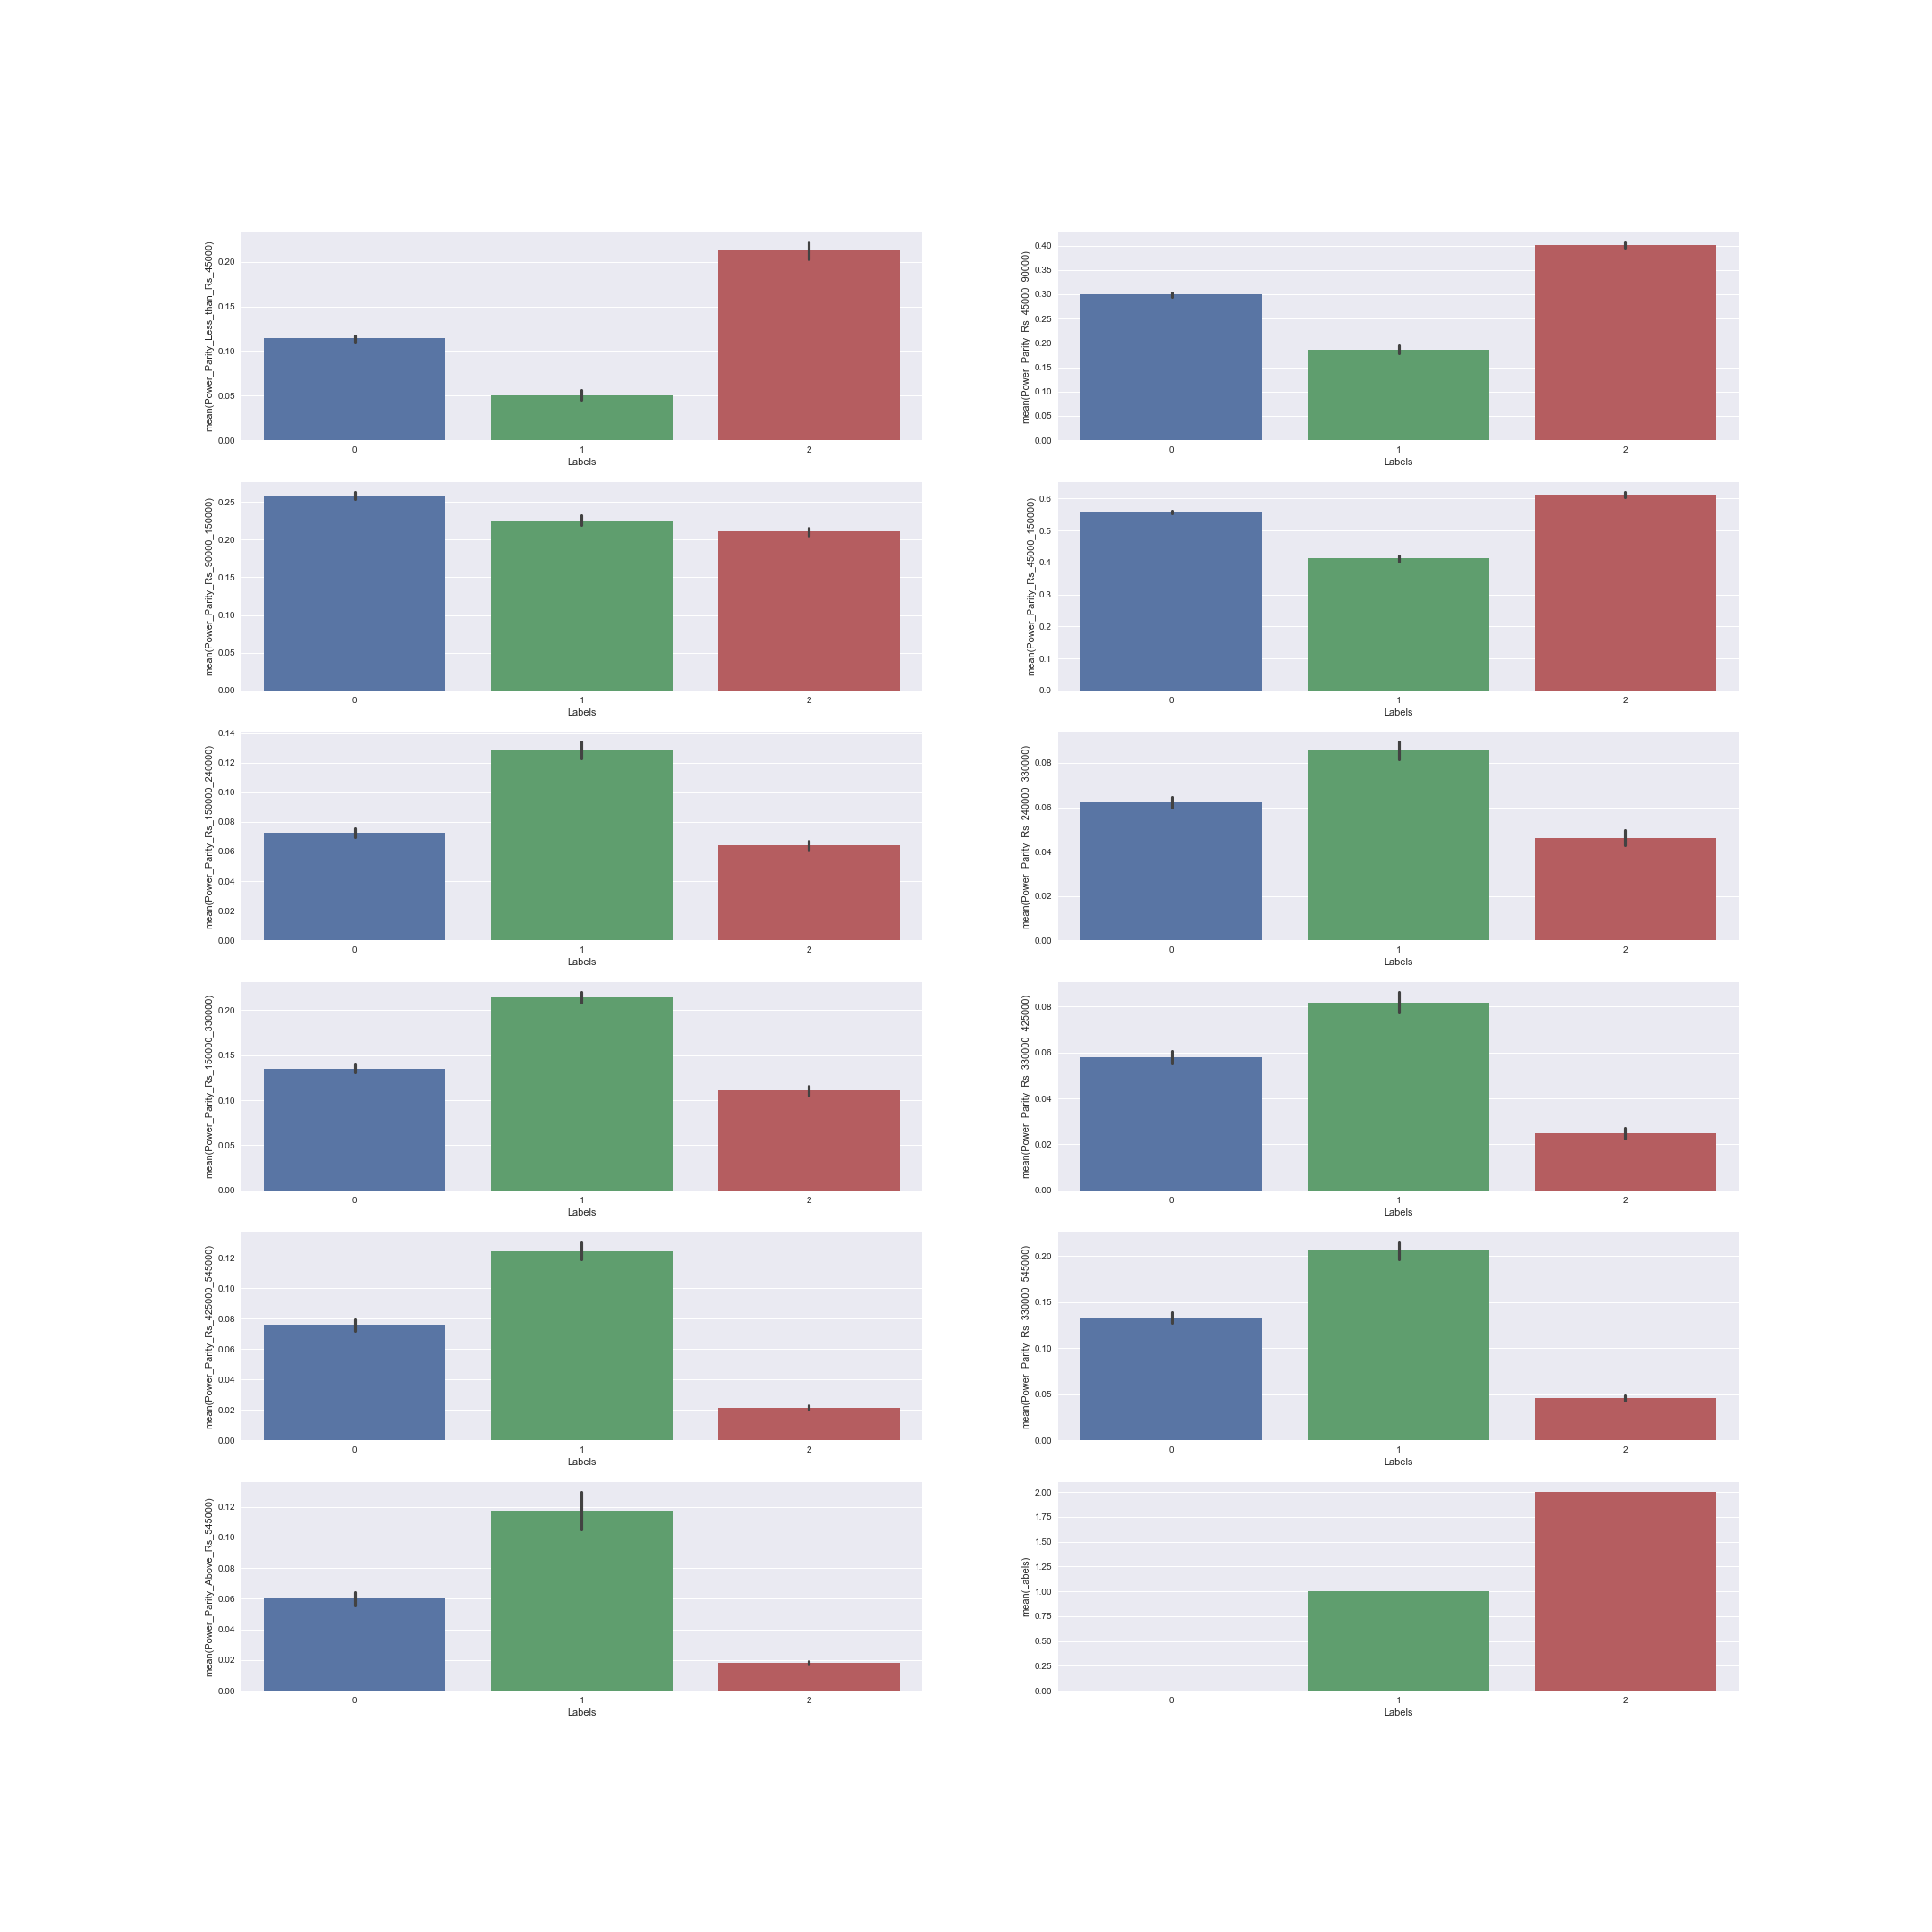 mean(Power_Parity_Less_than_Rs_45000)
0.20
0.15
0.10
0.05
0.00
0 1 2
Labels
mean(Power_Parity_Rs_45000_90000)
0.40
0.35
0.30
0.25
0.20
0.15
0.10
0.05
0.00
0 1 2
Labels
mean(Power_Parity_Rs_90000_150000)
0.25
0.20
0.15
0.10
0.05
0.00
0 1 2
Labels
mean(Power_Parity_Rs_45000_150000)
0.6
0.5
0.4
0.3
0.2
0.1
0.0
0 1 2
Labels
mean(Power_Parity_Rs_150000_240000)
0.14
0.12
0.10
0.08
0.06
0.04
0.02
0.00
0 1 2
Labels
mean(Power_Parity_Rs_240000_330000)
0.08
0.06
0.04
0.02
0.00
0 1 2
Labels
mean(Power_Parity_Rs_150000_330000)
0.20
0.15
0.10
0.05
0.00
0 1 2
Labels
mean(Power_Parity_Rs_330000_425000)
0.08
0.06
0.04
0.02
0.00
0 1 2
Labels
mean(Power_Parity_Rs_425000_545000)
0.12
0.10
0.08
0.06
0.04
0.02
0.00
0 1 2
Labels
mean(Power_Parity_Rs_330000_545000)
0.20
0.15
0.10
0.05
0.00
0 1 2
Labels
mean(Power_Parity_Above_Rs_545000)
0.12
0.10
0.08
0.06
0.04
0.02
0.00
0 1 2
Labels
mean(Labels)
2.00
1.75
1.50
1.25
1.00
0.75
0.50
0.25
0.00
0 1 2
Labels